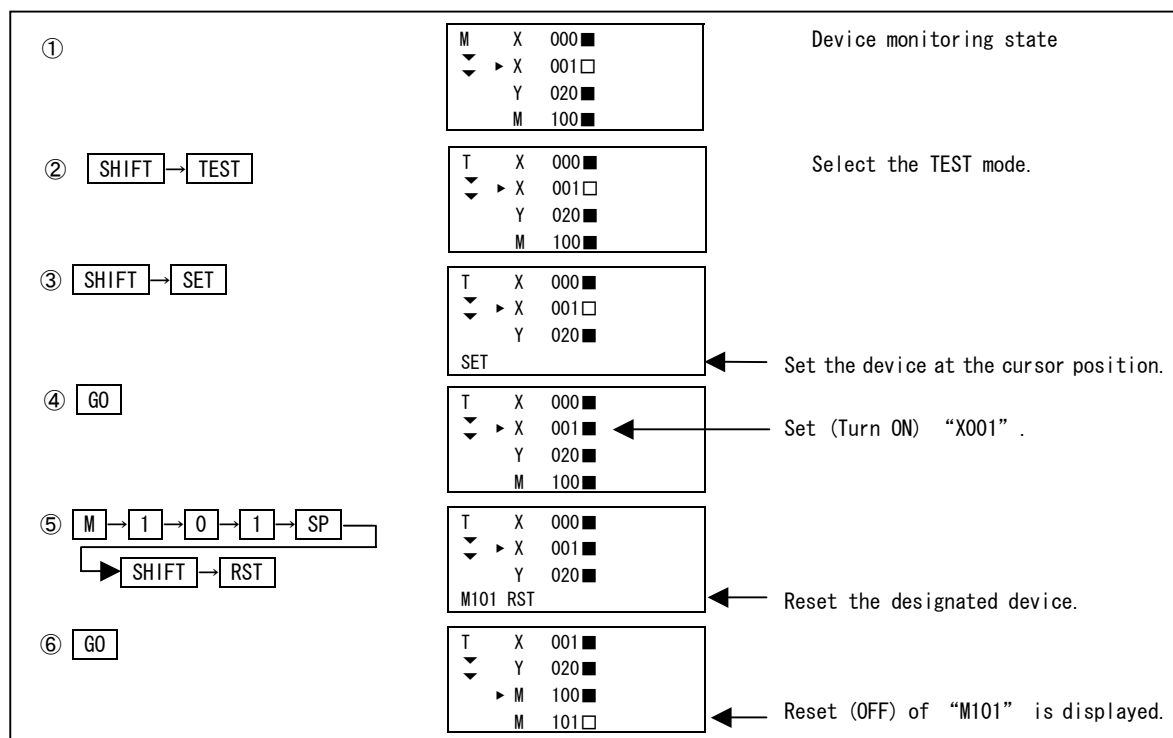 ① M X 000■ Device monitoring state
▶ X 001□
Y 020■
M 100■
② SHIFT → TEST T X 000■ Select the TEST mode.
▶ X 001□
Y 020■
M 100■
③ SHIFT → SET T X 000■
▶ X 001□
Y 020■
SET Set the device at the cursor position.
④ GO T X 000■
▶ X 001■ Set (Turn ON) “X001”.
Y 020■
M 100■
⑤ M → 1 → 0 → 1 → SP T X 000■
SHIFT → RST ▶ X 001■
Y 020■
M101 RST Reset the designated device.
⑥ GO T X 001■
Y 020■
▶ M 100■
M 101□ Reset (OFF) of “M101” is displayed.